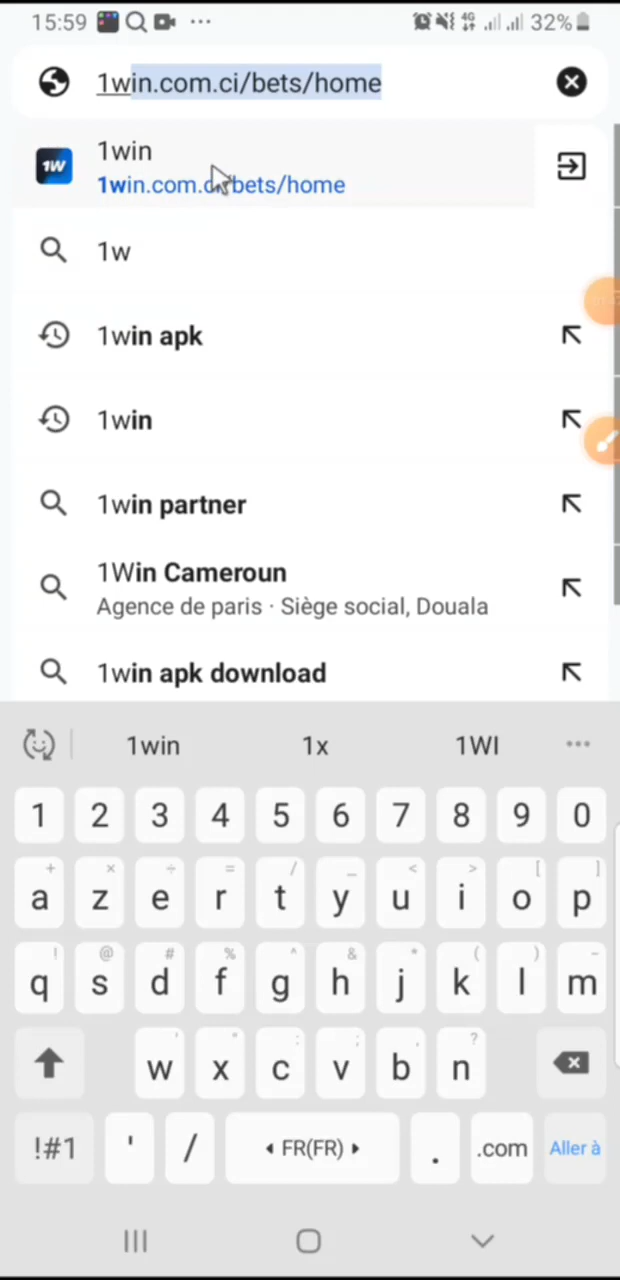 15:59 ... 4G 32%
1win.com.ci/bets/home
1W 1win
1win.com.ci/bets/home
1w
1win apk
1win
1win partner
1Win Cameroun
Agence de paris · Siège social, Douala
1win apk download
1win 1x 1WI ...
1 2 3 4 5 6 7 8 9 0
+ × ÷ = / _ < > [ ]
a z e r t y u i o p
! @ # % ^ & * ( ) -
q s d f g h j k l m
' " : ; , ?
w x c v b n
!#1 ' / FR(FR) . .com Aller à